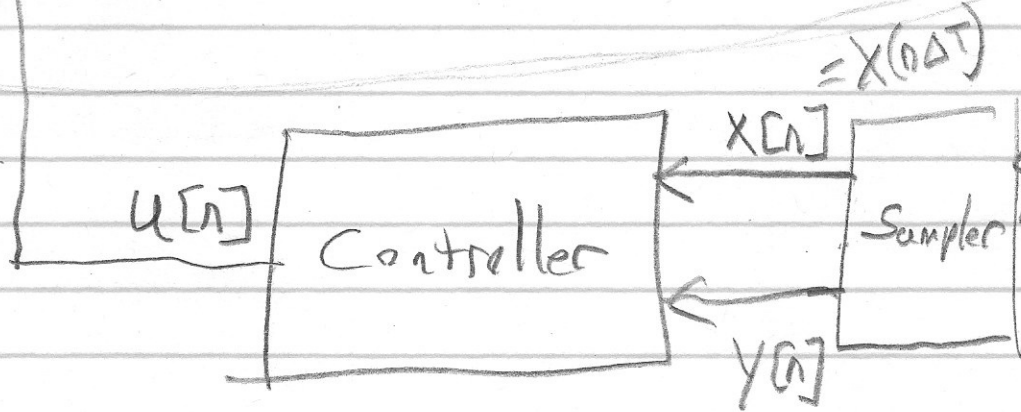 = X(nΔT)
X[n]
u[n]
Controller
Sampler
Y[n]